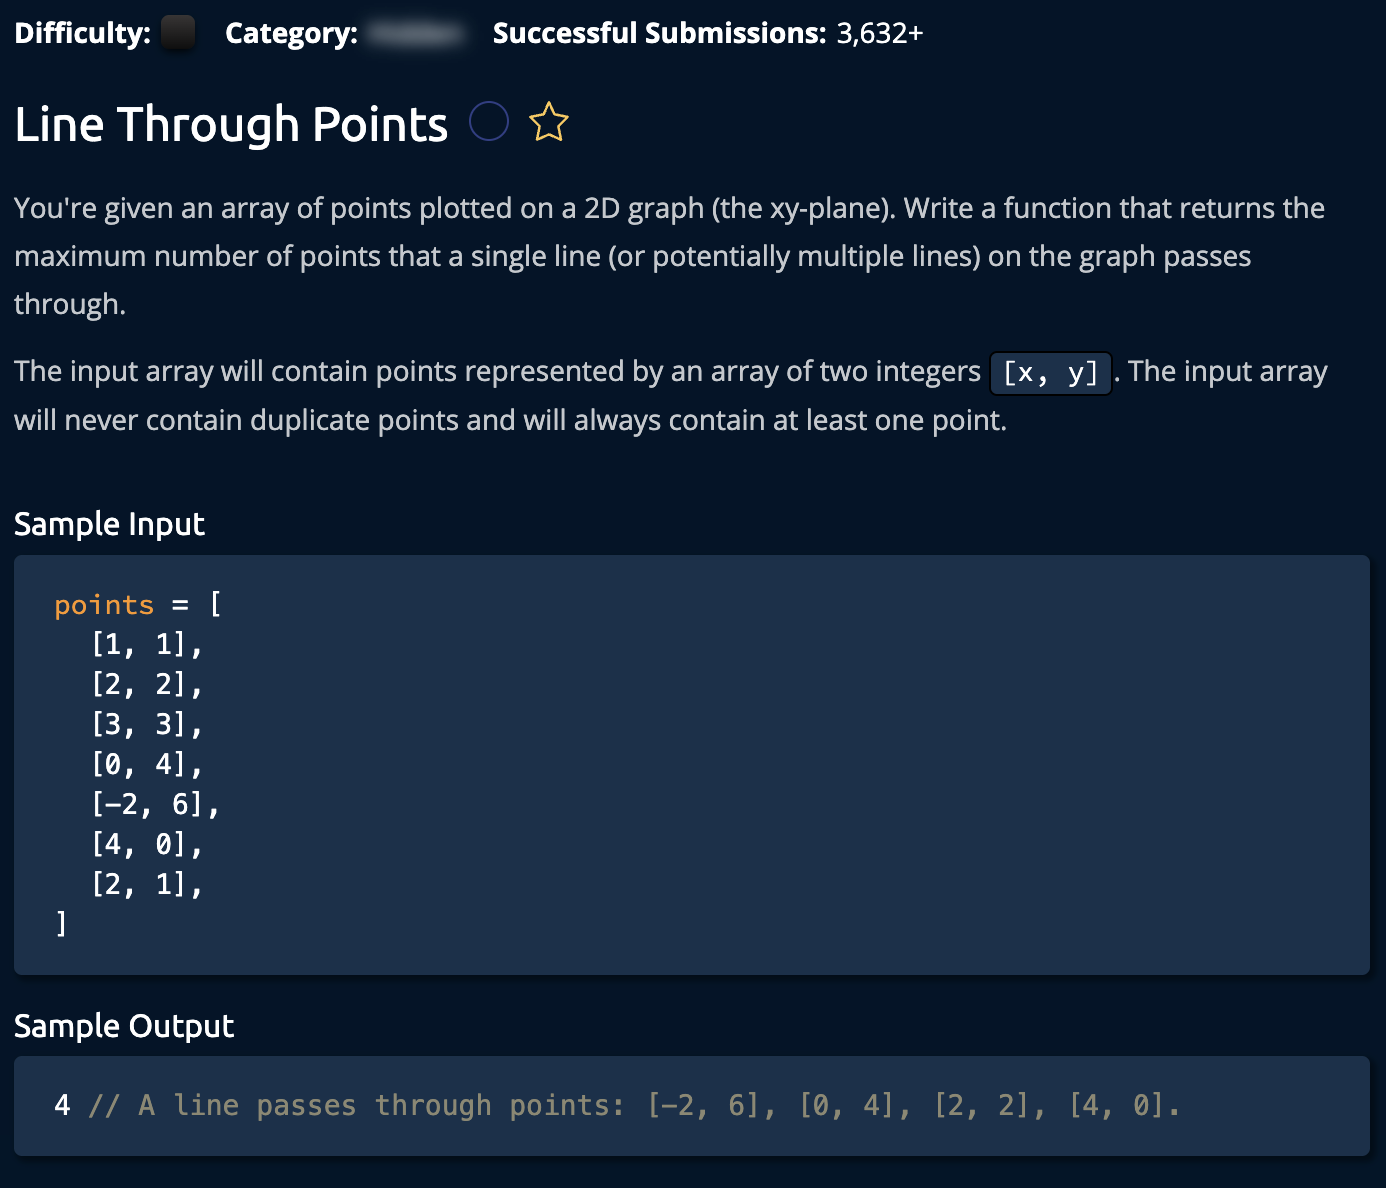 Difficulty: Category: Successful Submissions: 3,632+
Line Through Points
You're given an array of points plotted on a 2D graph (the xy-plane). Write a function that returns the
maximum number of points that a single line (or potentially multiple lines) on the graph passes
through.
The input array will contain points represented by an array of two integers [x, y] . The input array
will never contain duplicate points and will always contain at least one point.
Sample Input
points = [
[1, 1],
[2, 2],
[3, 3],
[0, 4],
[-2, 6],
[4, 0],
[2, 1],
]
Sample Output
4 // A line passes through points: [-2, 6], [0, 4], [2, 2], [4, 0].